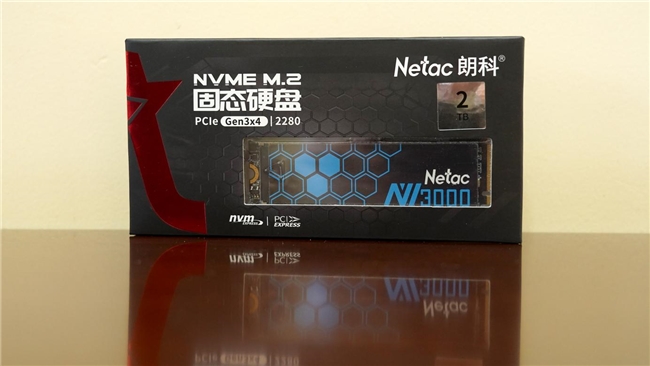 NVME M.2
固态硬盘
PCIe Gen3x4 | 2280
Netac 朗科®
2
TB
Netac
NV3000
nvm
EXPRESS
PCI
EXPRESS